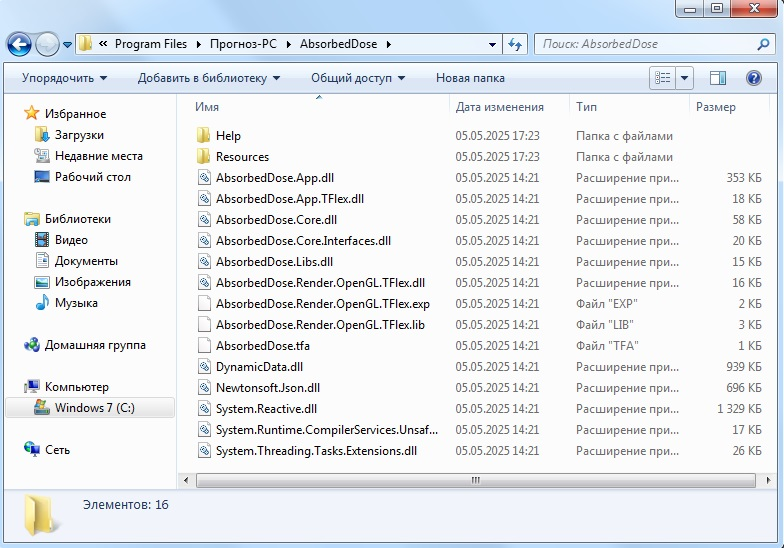 « Program Files ▸ Прогноз-РС ▸ AbsorbedDose ▸
Поиск: AbsorbedDose
Упорядочить Добавить в библиотеку Общий доступ Новая папка
Имя Дата изменения Тип Размер
Избранное
Загрузки
Недавние места
Рабочий стол
Библиотеки
Видео
Документы
Изображения
Музыка
Домашняя группа
Компьютер
Windows 7 (C:)
Сеть
Help 05.05.2025 17:23 Папка с файлами
Resources 05.05.2025 17:23 Папка с файлами
AbsorbedDose.App.dll 05.05.2025 14:21 Расширение при... 353 КБ
AbsorbedDose.App.TFlex.dll 05.05.2025 14:21 Расширение при... 18 КБ
AbsorbedDose.Core.dll 05.05.2025 14:21 Расширение при... 58 КБ
AbsorbedDose.Core.Interfaces.dll 05.05.2025 14:21 Расширение при... 20 КБ
AbsorbedDose.Libs.dll 05.05.2025 14:21 Расширение при... 15 КБ
AbsorbedDose.Render.OpenGL.TFlex.dll 05.05.2025 14:21 Расширение при... 16 КБ
AbsorbedDose.Render.OpenGL.TFlex.exp 05.05.2025 14:21 Файл "EXP" 2 КБ
AbsorbedDose.Render.OpenGL.TFlex.lib 05.05.2025 14:21 Файл "LIB" 3 КБ
AbsorbedDose.tfa 05.05.2025 14:21 Файл "TFA" 1 КБ
DynamicData.dll 05.05.2025 14:21 Расширение при... 939 КБ
Newtonsoft.Json.dll 05.05.2025 14:21 Расширение при... 696 КБ
System.Reactive.dll 05.05.2025 14:21 Расширение при... 1 329 КБ
System.Runtime.CompilerServices.Unsaf... 05.05.2025 14:21 Расширение при... 17 КБ
System.Threading.Tasks.Extensions.dll 05.05.2025 14:21 Расширение при... 26 КБ
Элементов: 16